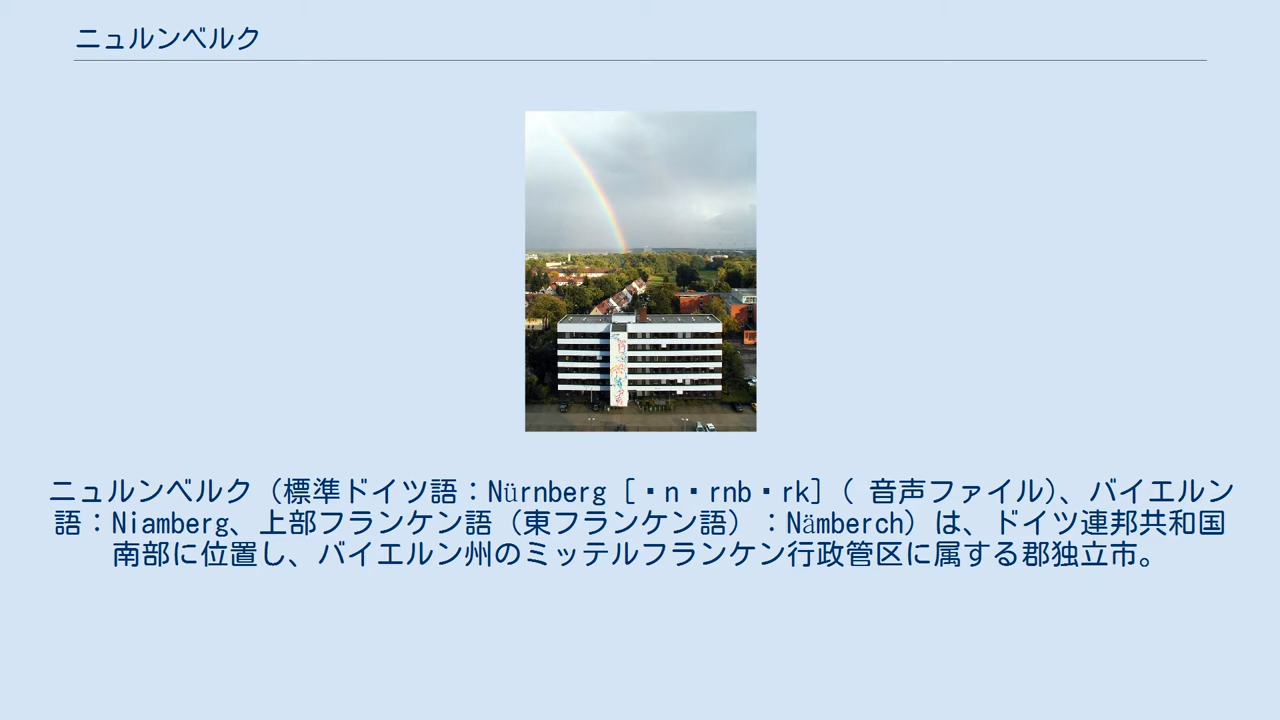 ニュルンベルク
ニュルンベルク（標準ドイツ語：Nürnberg [・n・rnb・rk]（ 音声ファイル）、バイエルン
語：Niamberg、上部フランケン語（東フランケン語）：Nämberch）は、ドイツ連邦共和国
南部に位置し、バイエルン州のミッテルフランケン行政管区に属する郡独立市。